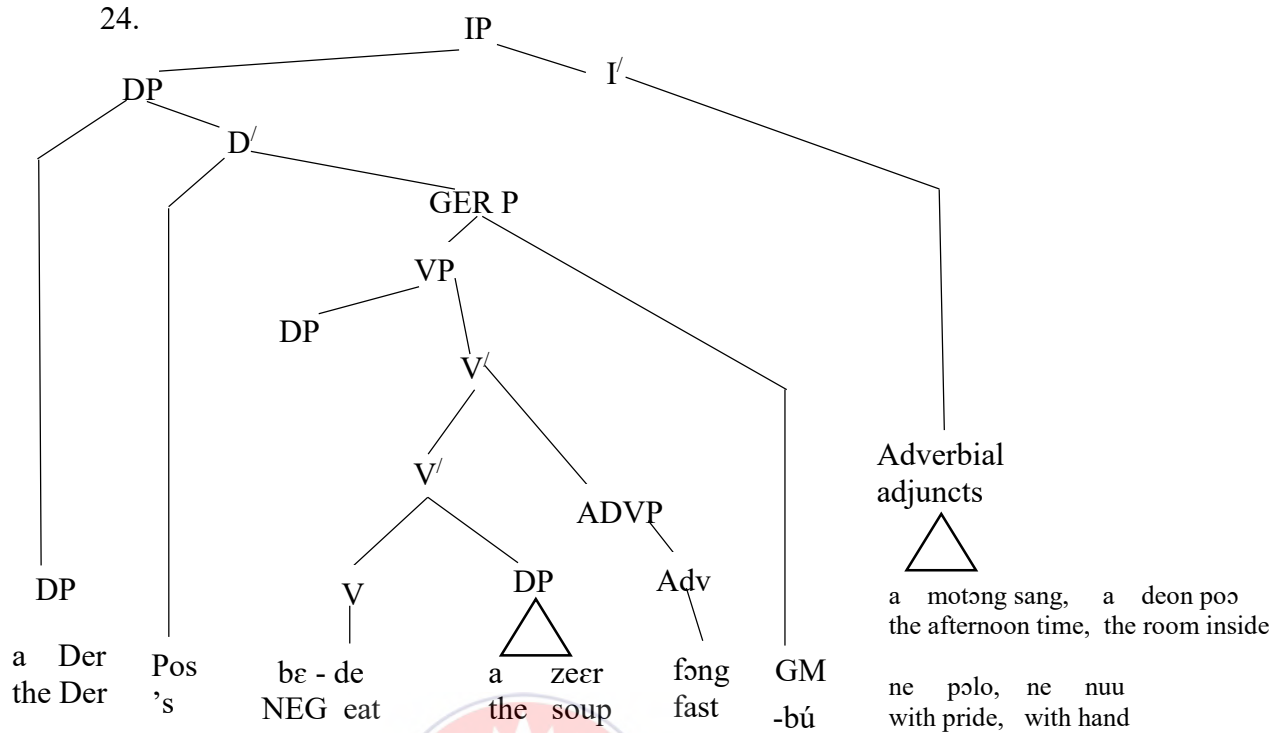 24.
IP
I/
DP
D/
GER P
VP
DP
V/
V/
ADVP
Adverbial
adjuncts
DP
V
DP
Adv
a motɔng sang, a deon poɔ
the afternoon time, the room inside
a Der
the Der
Pos
’s
bɛ - de
NEG eat
a zeɛr
the soup
fɔng
fast
GM
-bú
ne pɔlo, ne nuu
with pride, with hand